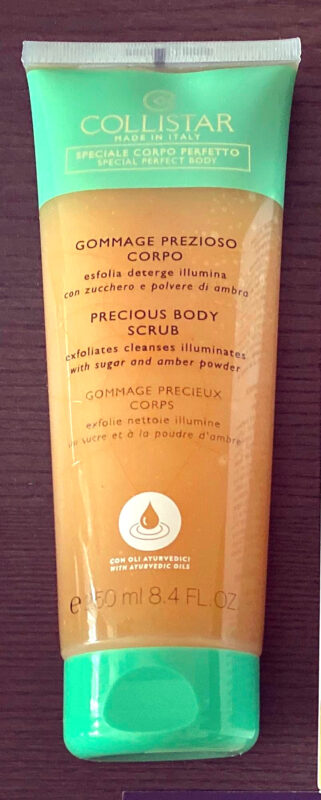 COLLISTAR
MADE IN ITALY
SPECIALE CORPO PERFETTO
SPECIAL PERFECT BODY
GOMMAGE PREZIOSO
CORPO
esfolia deterge illumina
con zucchero e polvere di ambra
PRECIOUS BODY
SCRUB
exfoliates cleanses illuminates
with sugar and amber powder
GOMMAGE PRECIEUX
CORPS
exfolie nettoie illumine
au sucre et à la poudre d'ambre
CON OLI AYURVEDICI
WITH AYURVEDIC OILS
e 250 ml 8.4 FL.OZ.